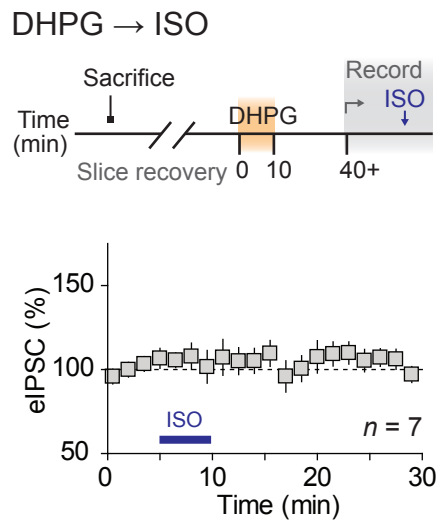 DHPG → ISO
Sacrifice
Record
ISO
DHPG
Time
(min)
Slice recovery
0 10 40+
150
100
50
eIPSC (%)
ISO
n = 7
0 10 20 30
Time (min)